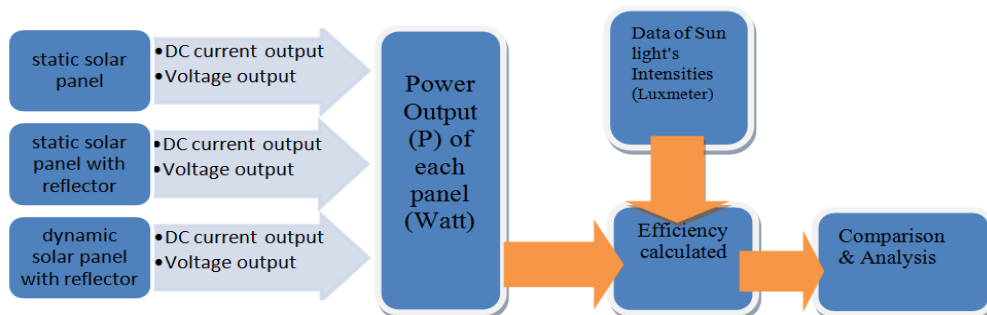 static solar
panel
•DC current output
•Voltage output
static solar
panel with
reflector
•DC current output
•Voltage output
dynamic
solar panel
with reflector
•DC current output
•Voltage output
Power
Output
(P) of
each
panel
(Watt)
Data of Sun
light's
Intensities
(Luxmeter)
Efficiency
calculated
Comparison
& Analysis